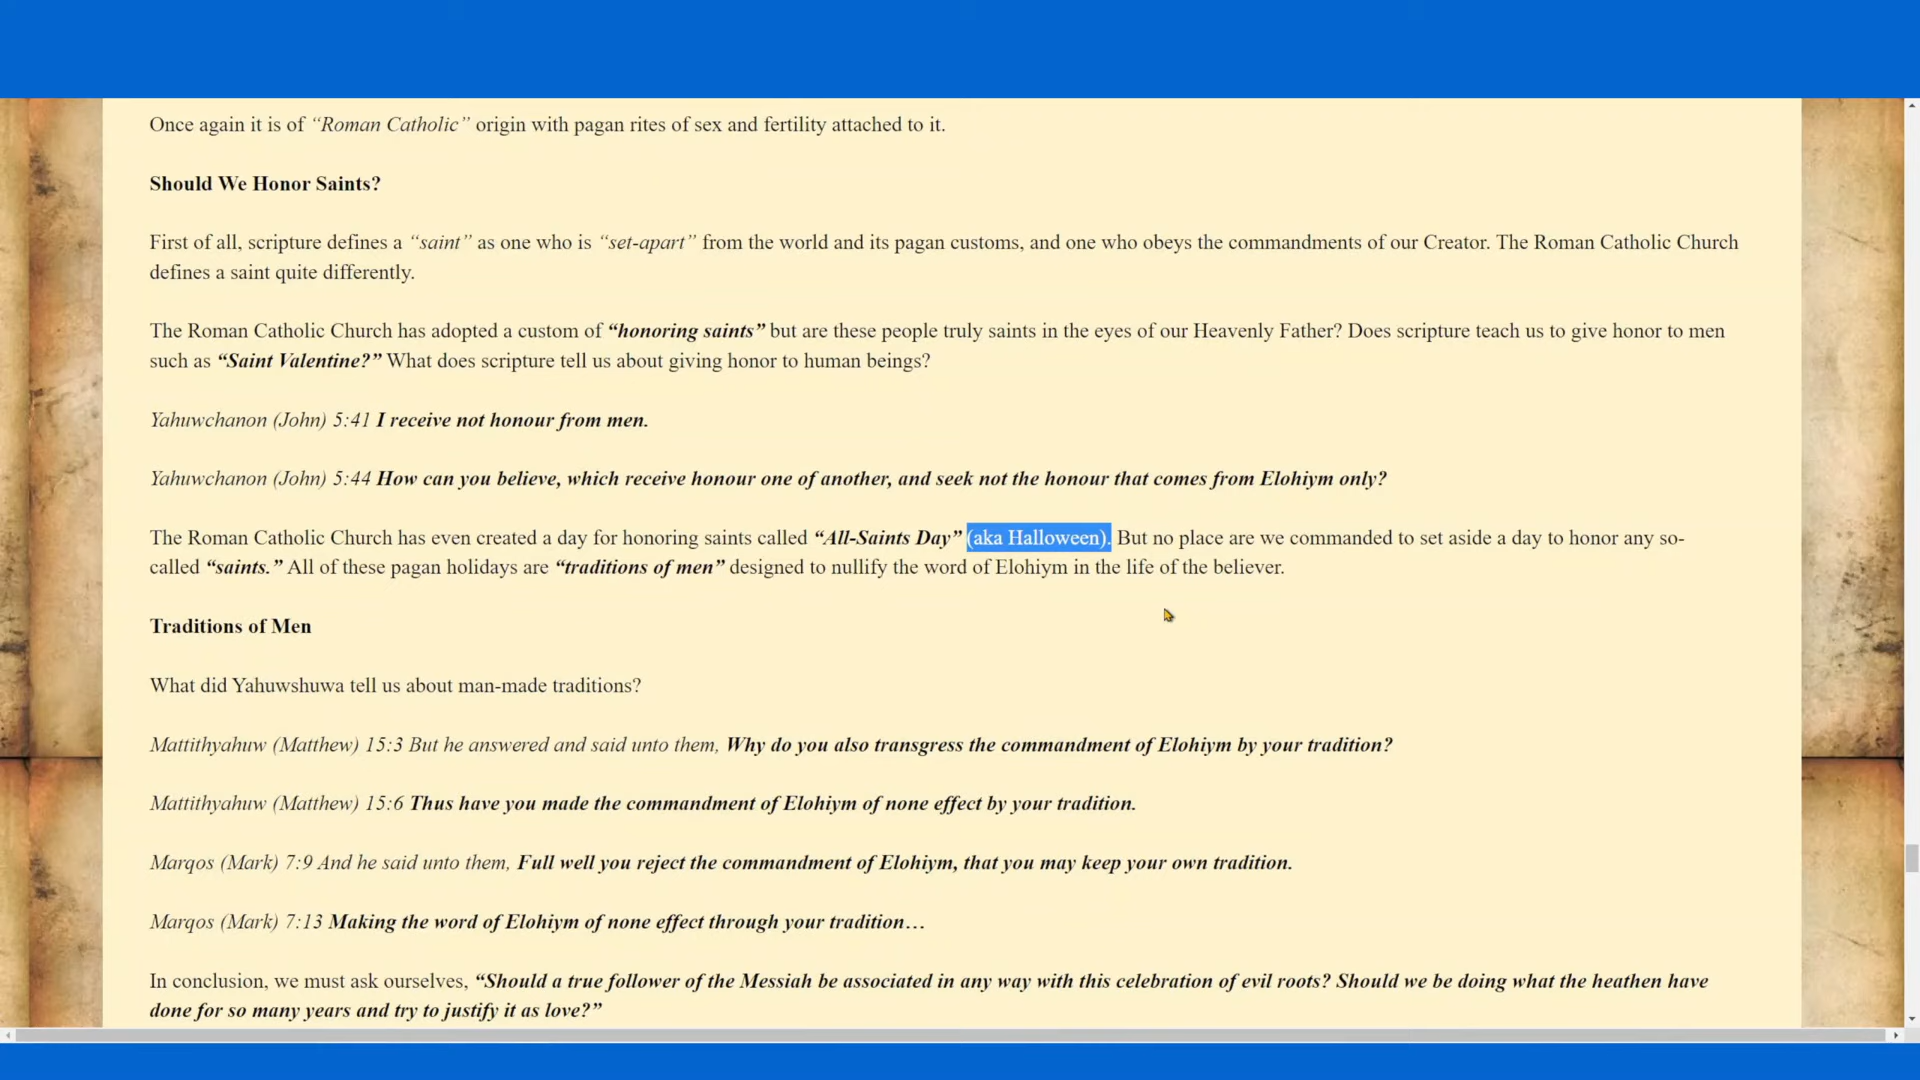 Once again it is of “Roman Catholic” origin with pagan rites of sex and fertility attached to it.
Should We Honor Saints?
First of all, scripture defines a “saint” as one who is “set-apart” from the world and its pagan customs, and one who obeys the commandments of our Creator. The Roman Catholic Church
defines a saint quite differently.
The Roman Catholic Church has adopted a custom of “honoring saints” but are these people truly saints in the eyes of our Heavenly Father? Does scripture teach us to give honor to men
such as “Saint Valentine?” What does scripture tell us about giving honor to human beings?
Yahuwchanon (John) 5:41 I receive not honour from men.
Yahuwchanon (John) 5:44 How can you believe, which receive honour one of another, and seek not the honour that comes from Elohiym only?
The Roman Catholic Church has even created a day for honoring saints called “All-Saints Day” (aka Halloween). But no place are we commanded to set aside a day to honor any so-
called “saints.” All of these pagan holidays are “traditions of men” designed to nullify the word of Elohiym in the life of the believer.
Traditions of Men
What did Yahuwshuwa tell us about man-made traditions?
Mattithyahuw (Matthew) 15:3 But he answered and said unto them, Why do you also transgress the commandment of Elohiym by your tradition?
Mattithyahuw (Matthew) 15:6 Thus have you made the commandment of Elohiym of none effect by your tradition.
Marqos (Mark) 7:9 And he said unto them, Full well you reject the commandment of Elohiym, that you may keep your own tradition.
Marqos (Mark) 7:13 Making the word of Elohiym of none effect through your tradition…
In conclusion, we must ask ourselves, “Should a true follower of the Messiah be associated in any way with this celebration of evil roots? Should we be doing what the heathen have
done for so many years and try to justify it as love?”